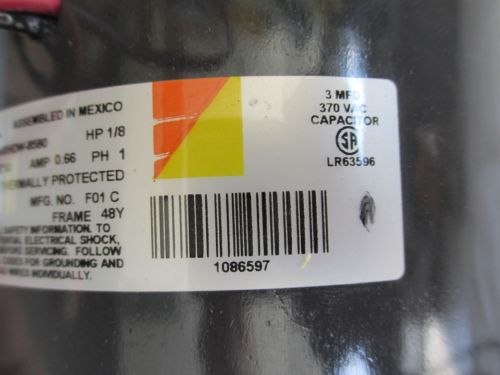 ASSEMBLED IN MEXICO
HP 1/8
AMP 0.66 PH 1
THERMALLY PROTECTED
MFG. NO. F01 C
FRAME 48Y
SAFETY INFORMATION. TO
ELECTRICAL SHOCK,
BEFORE SERVICING. FOLLOW
CODES FOR GROUNDING AND
WIRES INDIVIDUALLY.
3 MFD
370 VAC
CAPACITOR
SA
LR63596
1086597